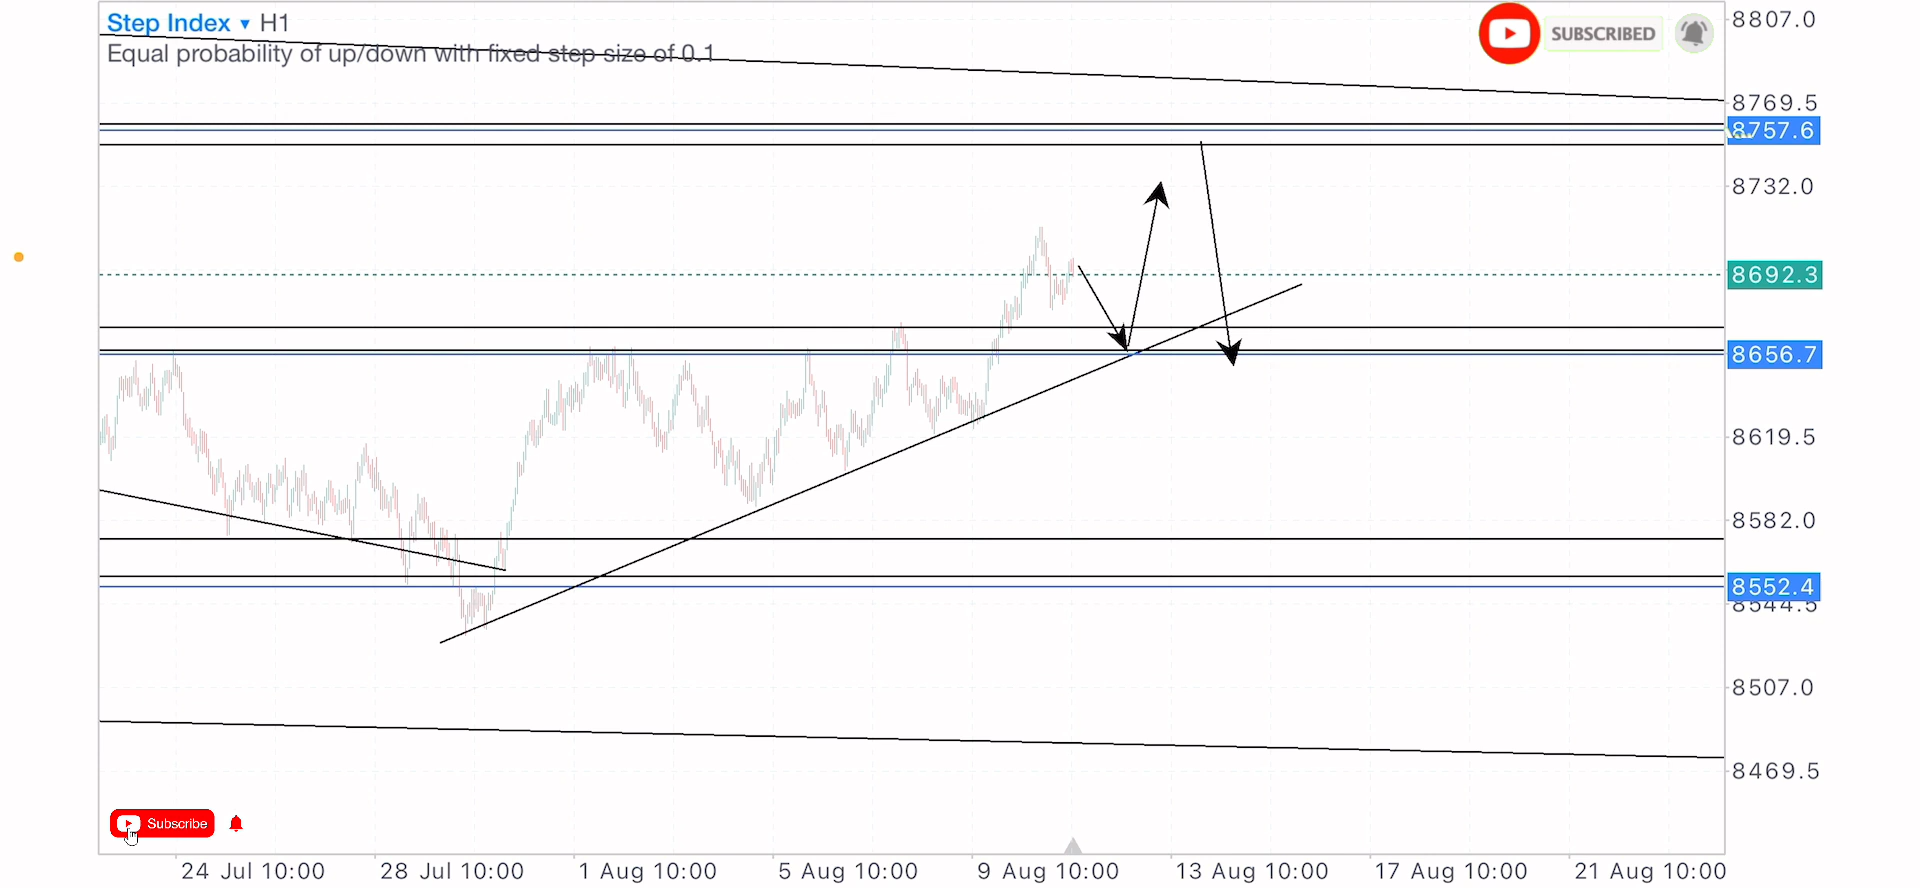 Step Index ▾ H1
Equal probability of up/down with fixed step size of 0.1
SUBSCRIBED
8807.0
8769.5
8757.6
8732.0
8692.3
8656.7
8619.5
8582.0
8552.4
8544.5
8507.0
8469.5
Subscribe
24 Jul 10:00 28 Jul 10:00 1 Aug 10:00 5 Aug 10:00 9 Aug 10:00 13 Aug 10:00 17 Aug 10:00 21 Aug 10:00